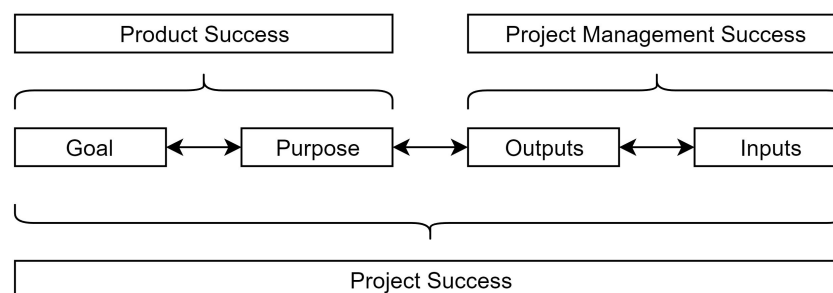 Product Success
Project Management Success
Goal
Purpose
Outputs
Inputs
Project Success